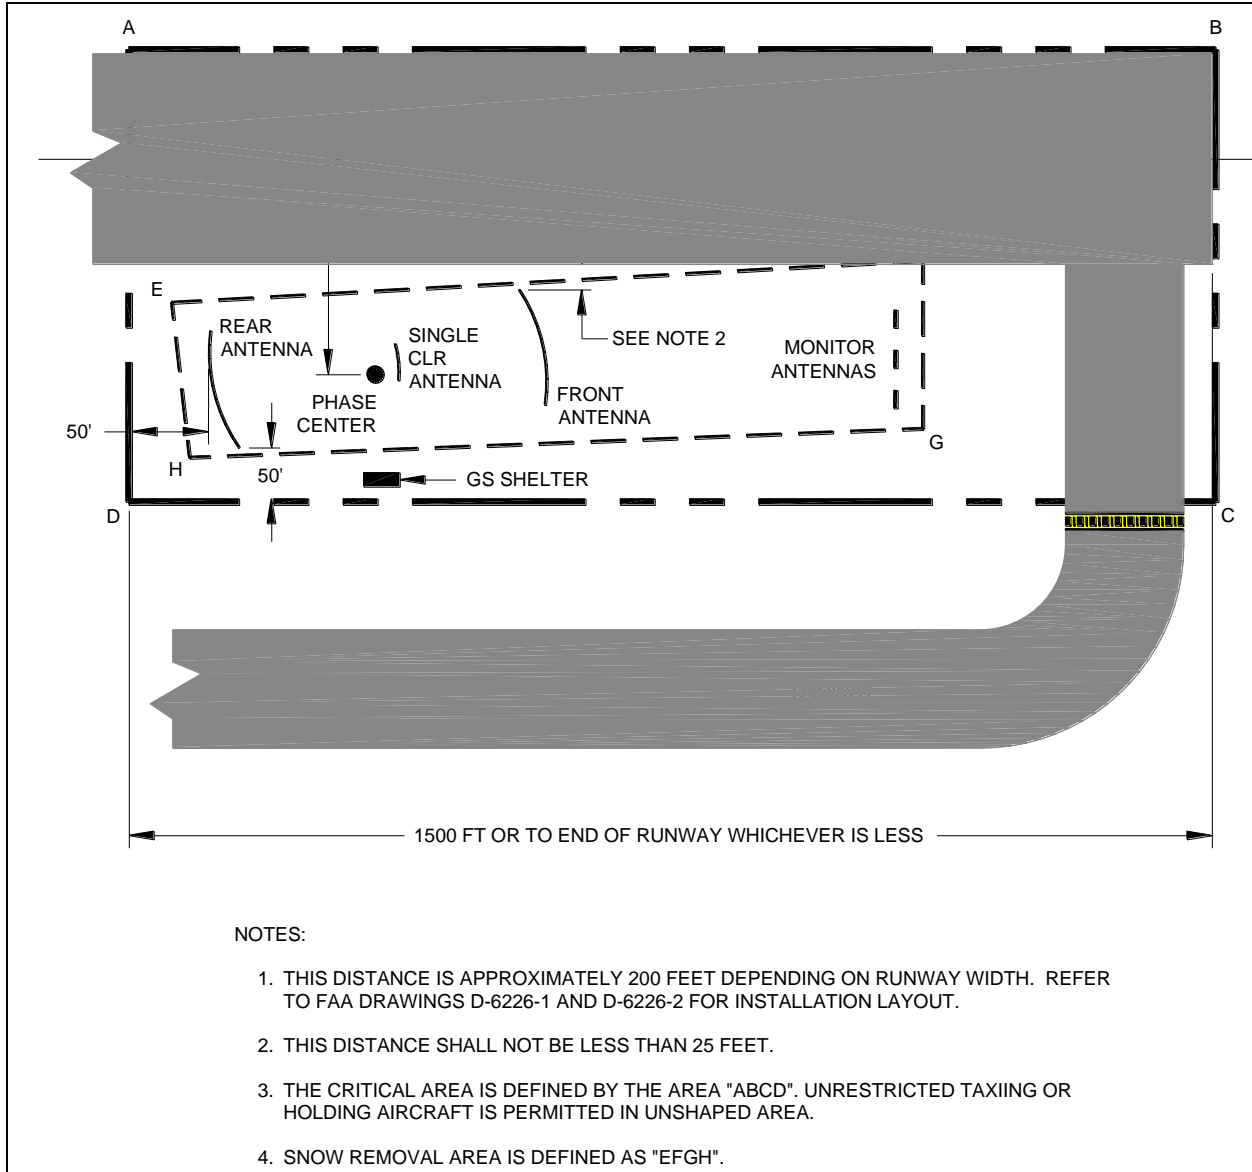 A
B
E
REAR
ANTENNA
SINGLE
CLR
ANTENNA
SEE NOTE 2
MONITOR
ANTENNAS
PHASE
CENTER
FRONT
ANTENNA
50'
H
50'
G
GS SHELTER
D
C
1500 FT OR TO END OF RUNWAY WHICHEVER IS LESS
NOTES:
1. THIS DISTANCE IS APPROXIMATELY 200 FEET DEPENDING ON RUNWAY WIDTH. REFER
TO FAA DRAWINGS D-6226-1 AND D-6226-2 FOR INSTALLATION LAYOUT.
2. THIS DISTANCE SHALL NOT BE LESS THAN 25 FEET.
3. THE CRITICAL AREA IS DEFINED BY THE AREA "ABCD". UNRESTRICTED TAXIING OR
HOLDING AIRCRAFT IS PERMITTED IN UNSHAPED AREA.
4. SNOW REMOVAL AREA IS DEFINED AS "EFGH".